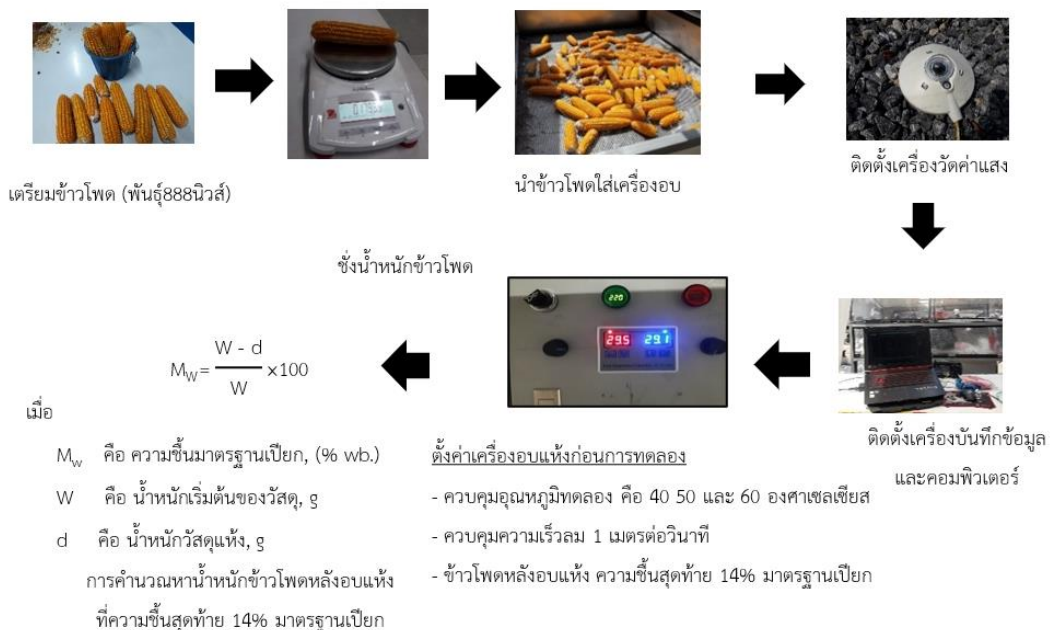 เตรียมข้าวโพด (พันธุ์888นิวส์)
นำข้าวโพดใส่เครื่องอบ
ติดตั้งเครื่องวัดค่าแสง
ชั่งน้ำหนักข้าวโพด
220
29.5 29.1
ติดตั้งเครื่องบันทึกข้อมูล
และคอมพิวเตอร์
W - d
M_W= ×100
W
เมื่อ
M_w คือ ความชื้นมาตรฐานเปียก, (% wb.)
W คือ น้ำหนักเริ่มต้นของวัสดุ, g
d คือ น้ำหนักวัสดุแห้ง, g
การคำนวณหาน้ำหนักข้าวโพดหลังอบแห้ง
ที่ความชื้นสุดท้าย 14% มาตรฐานเปียก
ตั้งค่าเครื่องอบแห้งก่อนการทดลอง
- ควบคุมอุณหภูมิทดลอง คือ 40 50 และ 60 องศาเซลเซียส
- ควบคุมความเร็วลม 1 เมตรต่อวินาที
- ข้าวโพดหลังอบแห้ง ความชื้นสุดท้าย 14% มาตรฐานเปียก